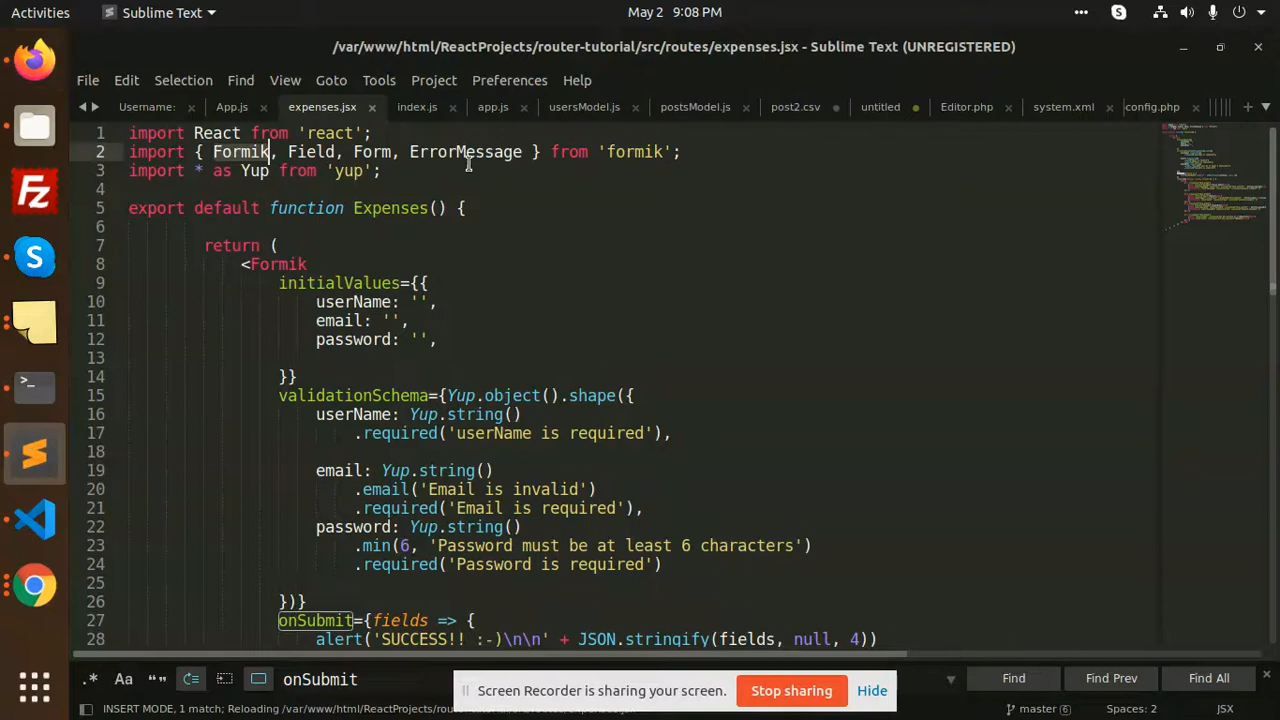 Activities
Sublime Text
May 2 9:08 PM
/var/www/html/ReactProjects/router-tutorial/src/routes/expenses.jsx - Sublime Text (UNREGISTERED)
File Edit Selection Find View Goto Tools Project Preferences Help
Username: App.js expenses.jsx index.js app.js usersModel.js postsModel.js post2.csv untitled Editor.php system.xml config.php
1 import React from 'react';
2 import { Formik, Field, Form, ErrorMessage } from 'formik';
3 import * as Yup from 'yup';
4
5 export default function Expenses() {
6
7 return (
8 <Formik
9 initialValues={{
10 userName: '',
11 email: '',
12 password: '',
13
14 }}
15 validationSchema={Yup.object().shape({
16 userName: Yup.string()
17 .required('userName is required'),
18
19 email: Yup.string()
20 .email('Email is invalid')
21 .required('Email is required'),
22 password: Yup.string()
23 .min(6, 'Password must be at least 6 characters')
24 .required('Password is required')
25
26 })}
27 onSubmit={fields => {
28 alert('SUCCESS!! :-)\n\n' + JSON.stringify(fields, null, 4))
.* Aa “” onSubmit Find Find Prev Find All
Screen Recorder is sharing your screen. Stop sharing Hide
INSERT MODE, 1 match; Reloading /var/www/html/ReactProjects/router-tutorial/src/routes/expenses.jsx master 6 Spaces: 2 JSX